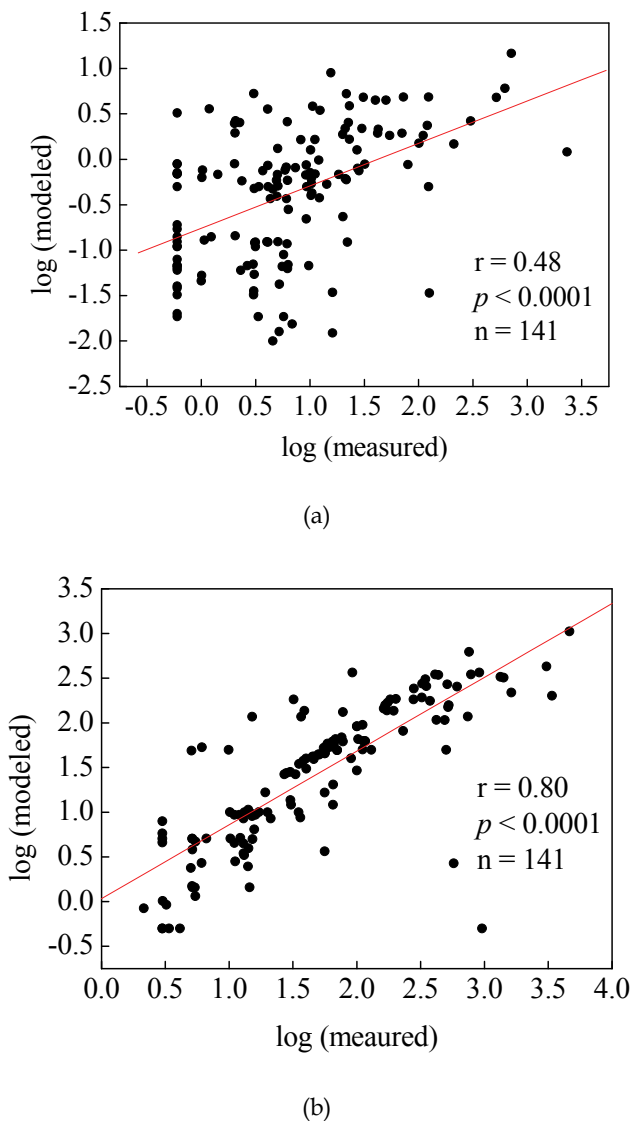 1.5
1.0
0.5
0.0
-0.5
-1.0
-1.5
-2.0
-2.5
log (modeled)
r = 0.48
p < 0.0001
n = 141
-0.5 0.0 0.5 1.0 1.5 2.0 2.5 3.0 3.5
log (measured)
(a)
3.5
3.0
2.5
2.0
1.5
1.0
0.5
0.0
-0.5
log (modeled)
r = 0.80
p < 0.0001
n = 141
0.0 0.5 1.0 1.5 2.0 2.5 3.0 3.5 4.0
log (meaured)
(b)